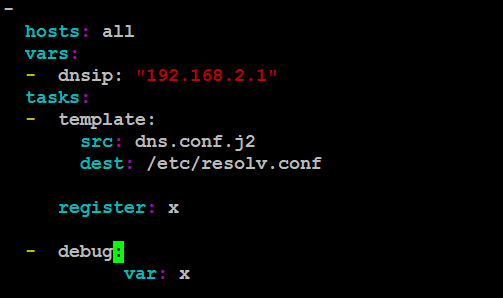 -
  hosts: all
  vars:
  - dnsip: "192.168.2.1"
  tasks:
  -  template:
       src: dns.conf.j2
       dest: /etc/resolv.conf

     register: x

  -  debug:
           var: x